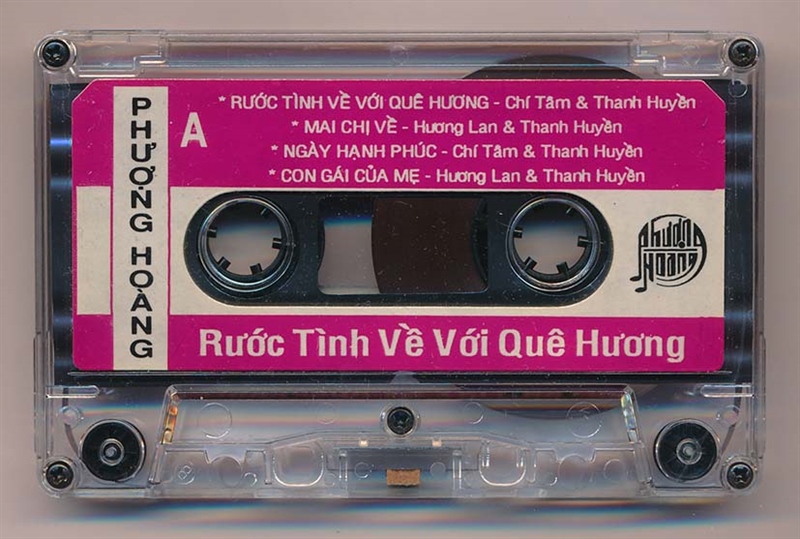 PHƯỢNG HOÀNG
A
* RƯỚC TÌNH VỀ VỚI QUÊ HƯƠNG - Chí Tâm & Thanh Huyền
* MAI CHỊ VỀ - Hương Lan & Thanh Huyền
* NGÀY HẠNH PHÚC - Chí Tâm & Thanh Huyền
* CON GÁI CỦA MẸ - Hương Lan & Thanh Huyền
Phượng
Hoàng
Rước Tình Về Với Quê Hương